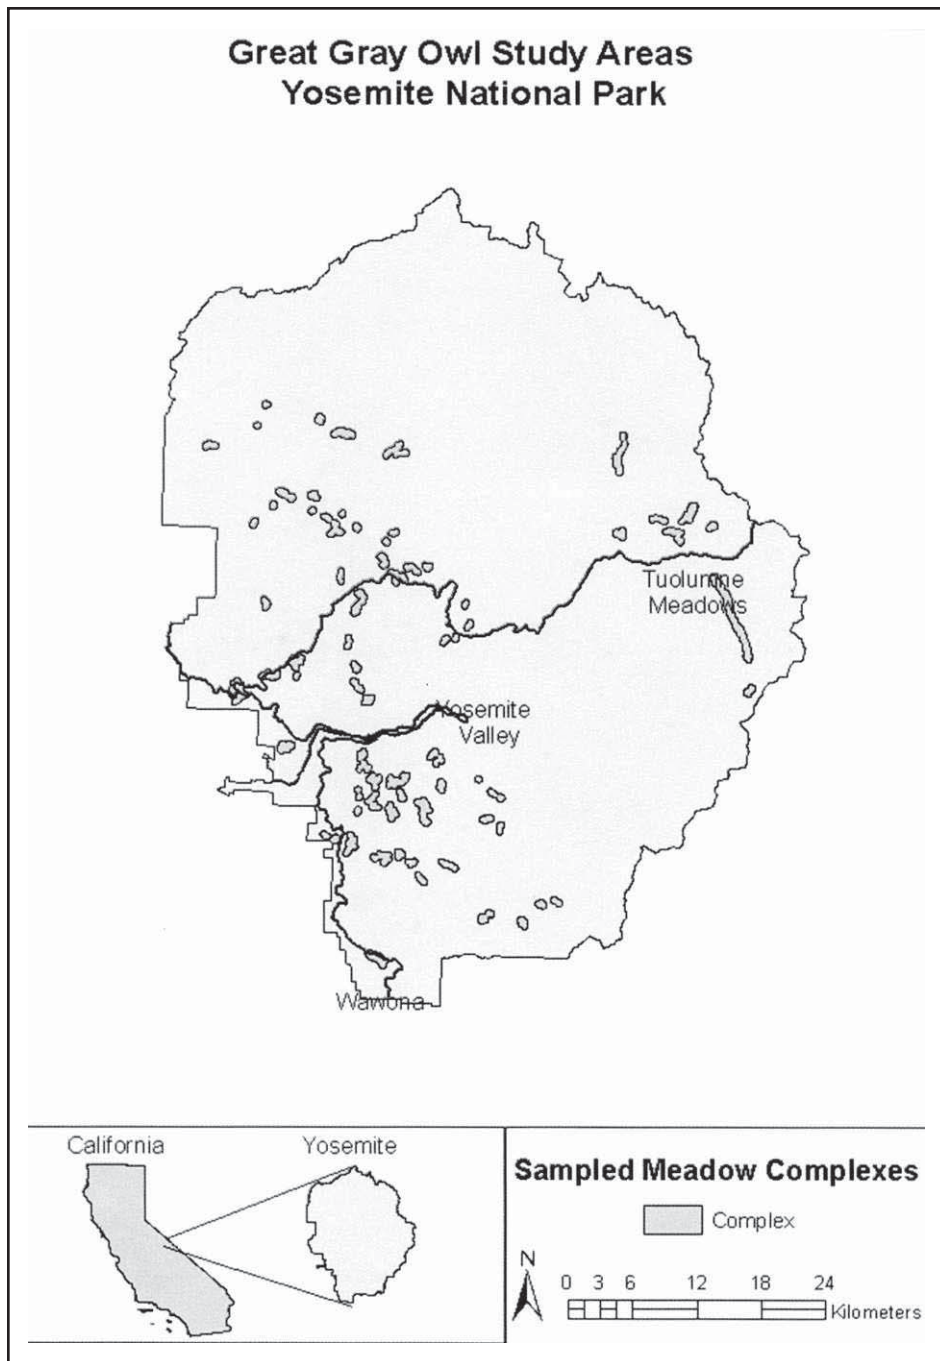 Great Gray Owl Study Areas
Yosemite National Park
Tuolumne
Meadows
Yosemite
Valley
Wawona
California
Yosemite
Sampled Meadow Complexes
Complex
N
0 3 6 12 18 24
Kilometers